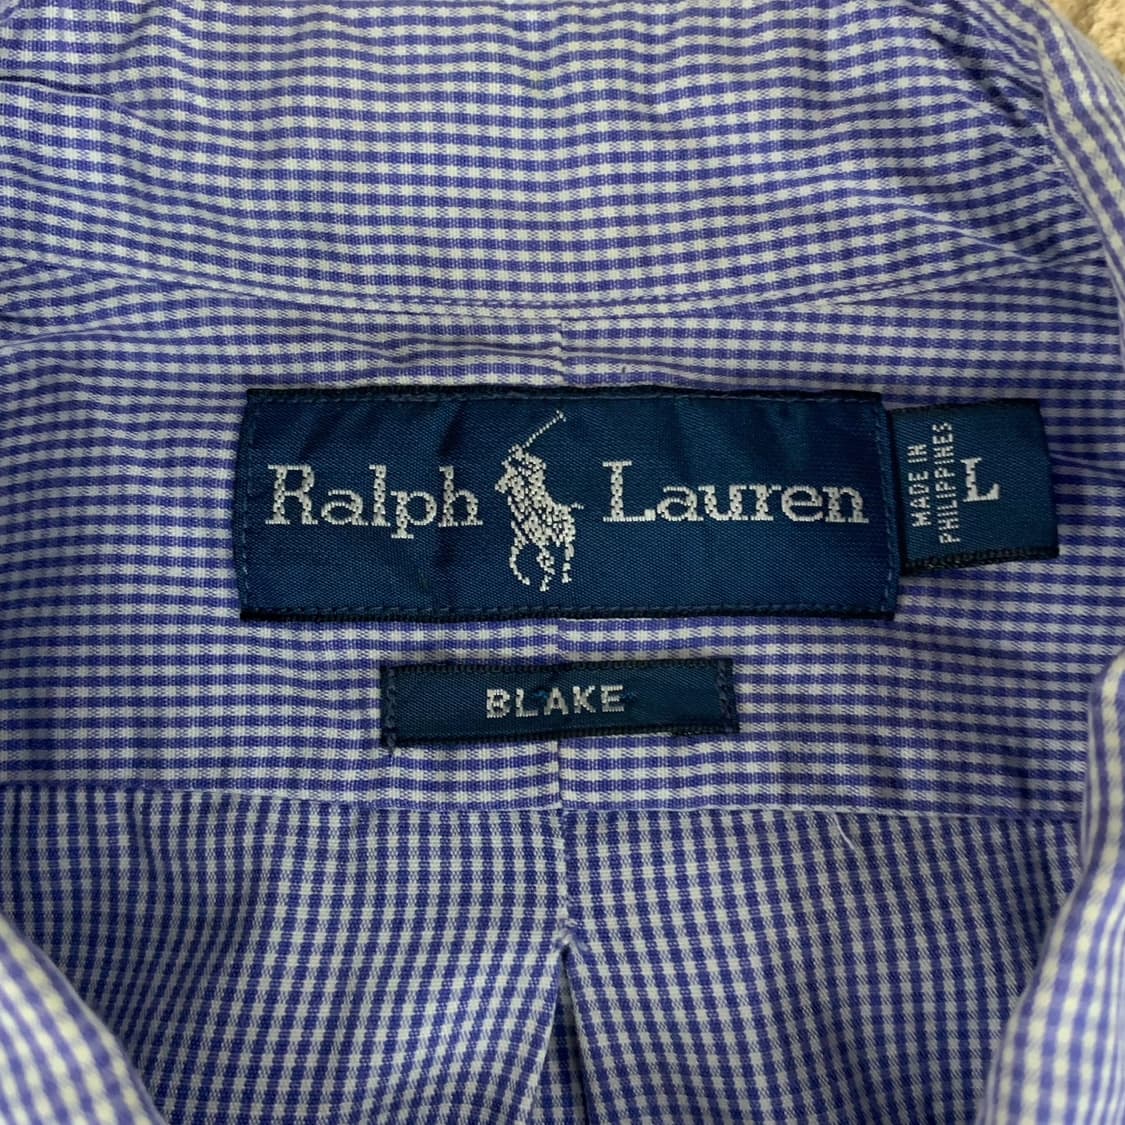 Ralph Lauren
MADE IN
PHILIPPINES
L
BLAKE